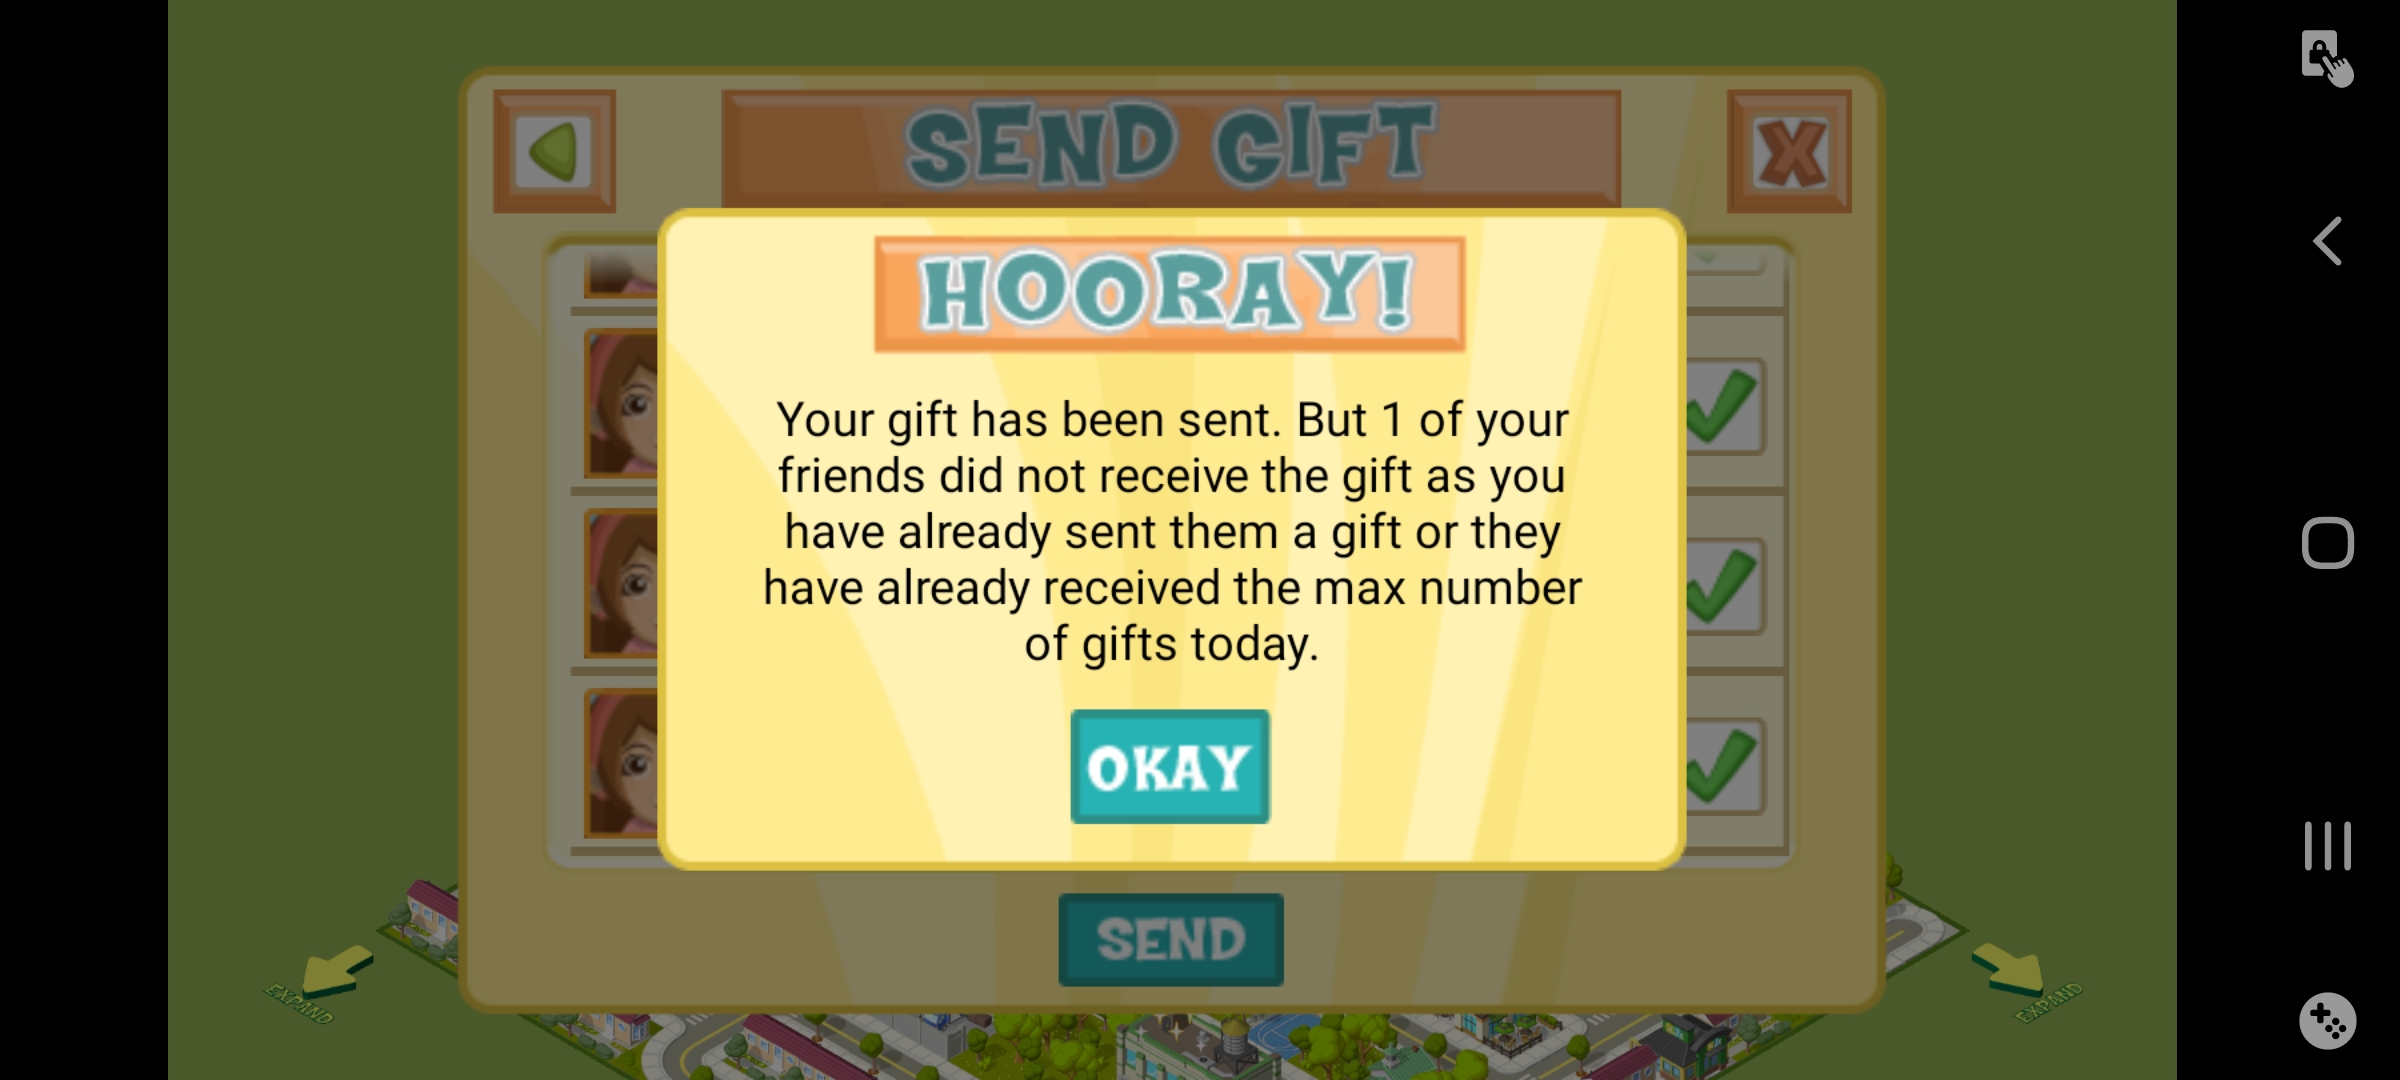 SEND GIFT
HOORAY!
Your gift has been sent. But 1 of your
friends did not receive the gift as you
have already sent them a gift or they
have already received the max number
of gifts today.
OKAY
SEND
EXPAND
EXPAND